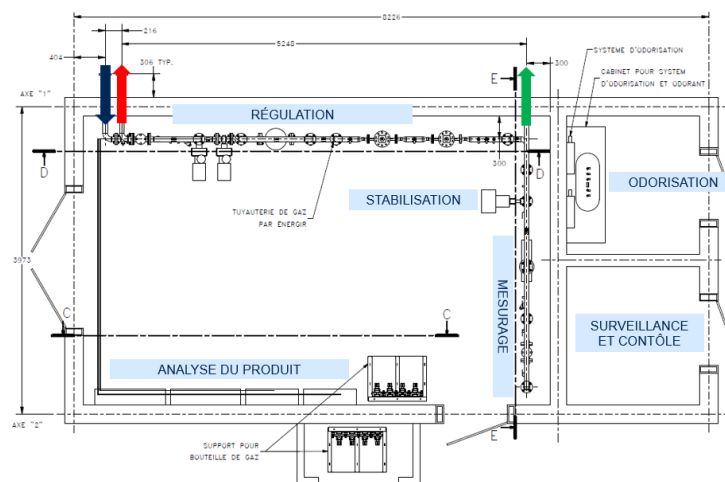 8226
216
5248
404
306 TYP.
E
300
SYSTÈME D'ODORISATION
CABINET POUR SYSTEM
D'ODORISATION ET ODORANT
AXE "1"
RÉGULATION
300
D
D
ODORISATION
STABILISATION
TUYAUTERIE DE GAZ
PAR ÉNERGIR
3973
MESURAGE
C
C
SURVEILLANCE
ET CONTÔLE
ANALYSE DU PRODUIT
AXE "2"
SUPPORT POUR
BOUTEILLE DE GAZ
E